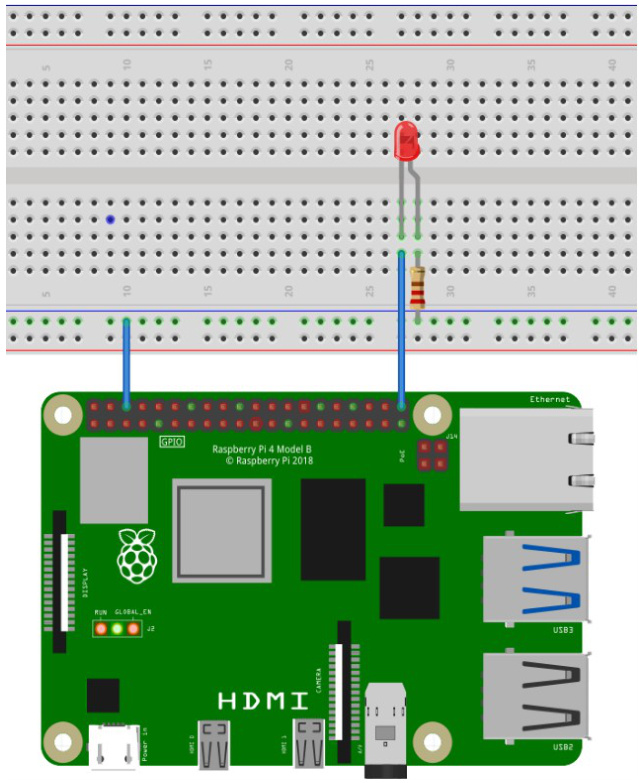 5 10 15 20 25 30 35 40
5 10 15 20 25 30 35 40
Ethernet
GPIO
Raspberry Pi 4 Model B
© Raspberry Pi 2018
J14
PoE
DISPLAY
RUN GLOBAL_EN
J2
USB3
CAMERA
HDMI
Power in
HDMI 0
HDMI 1
A/V
USB2